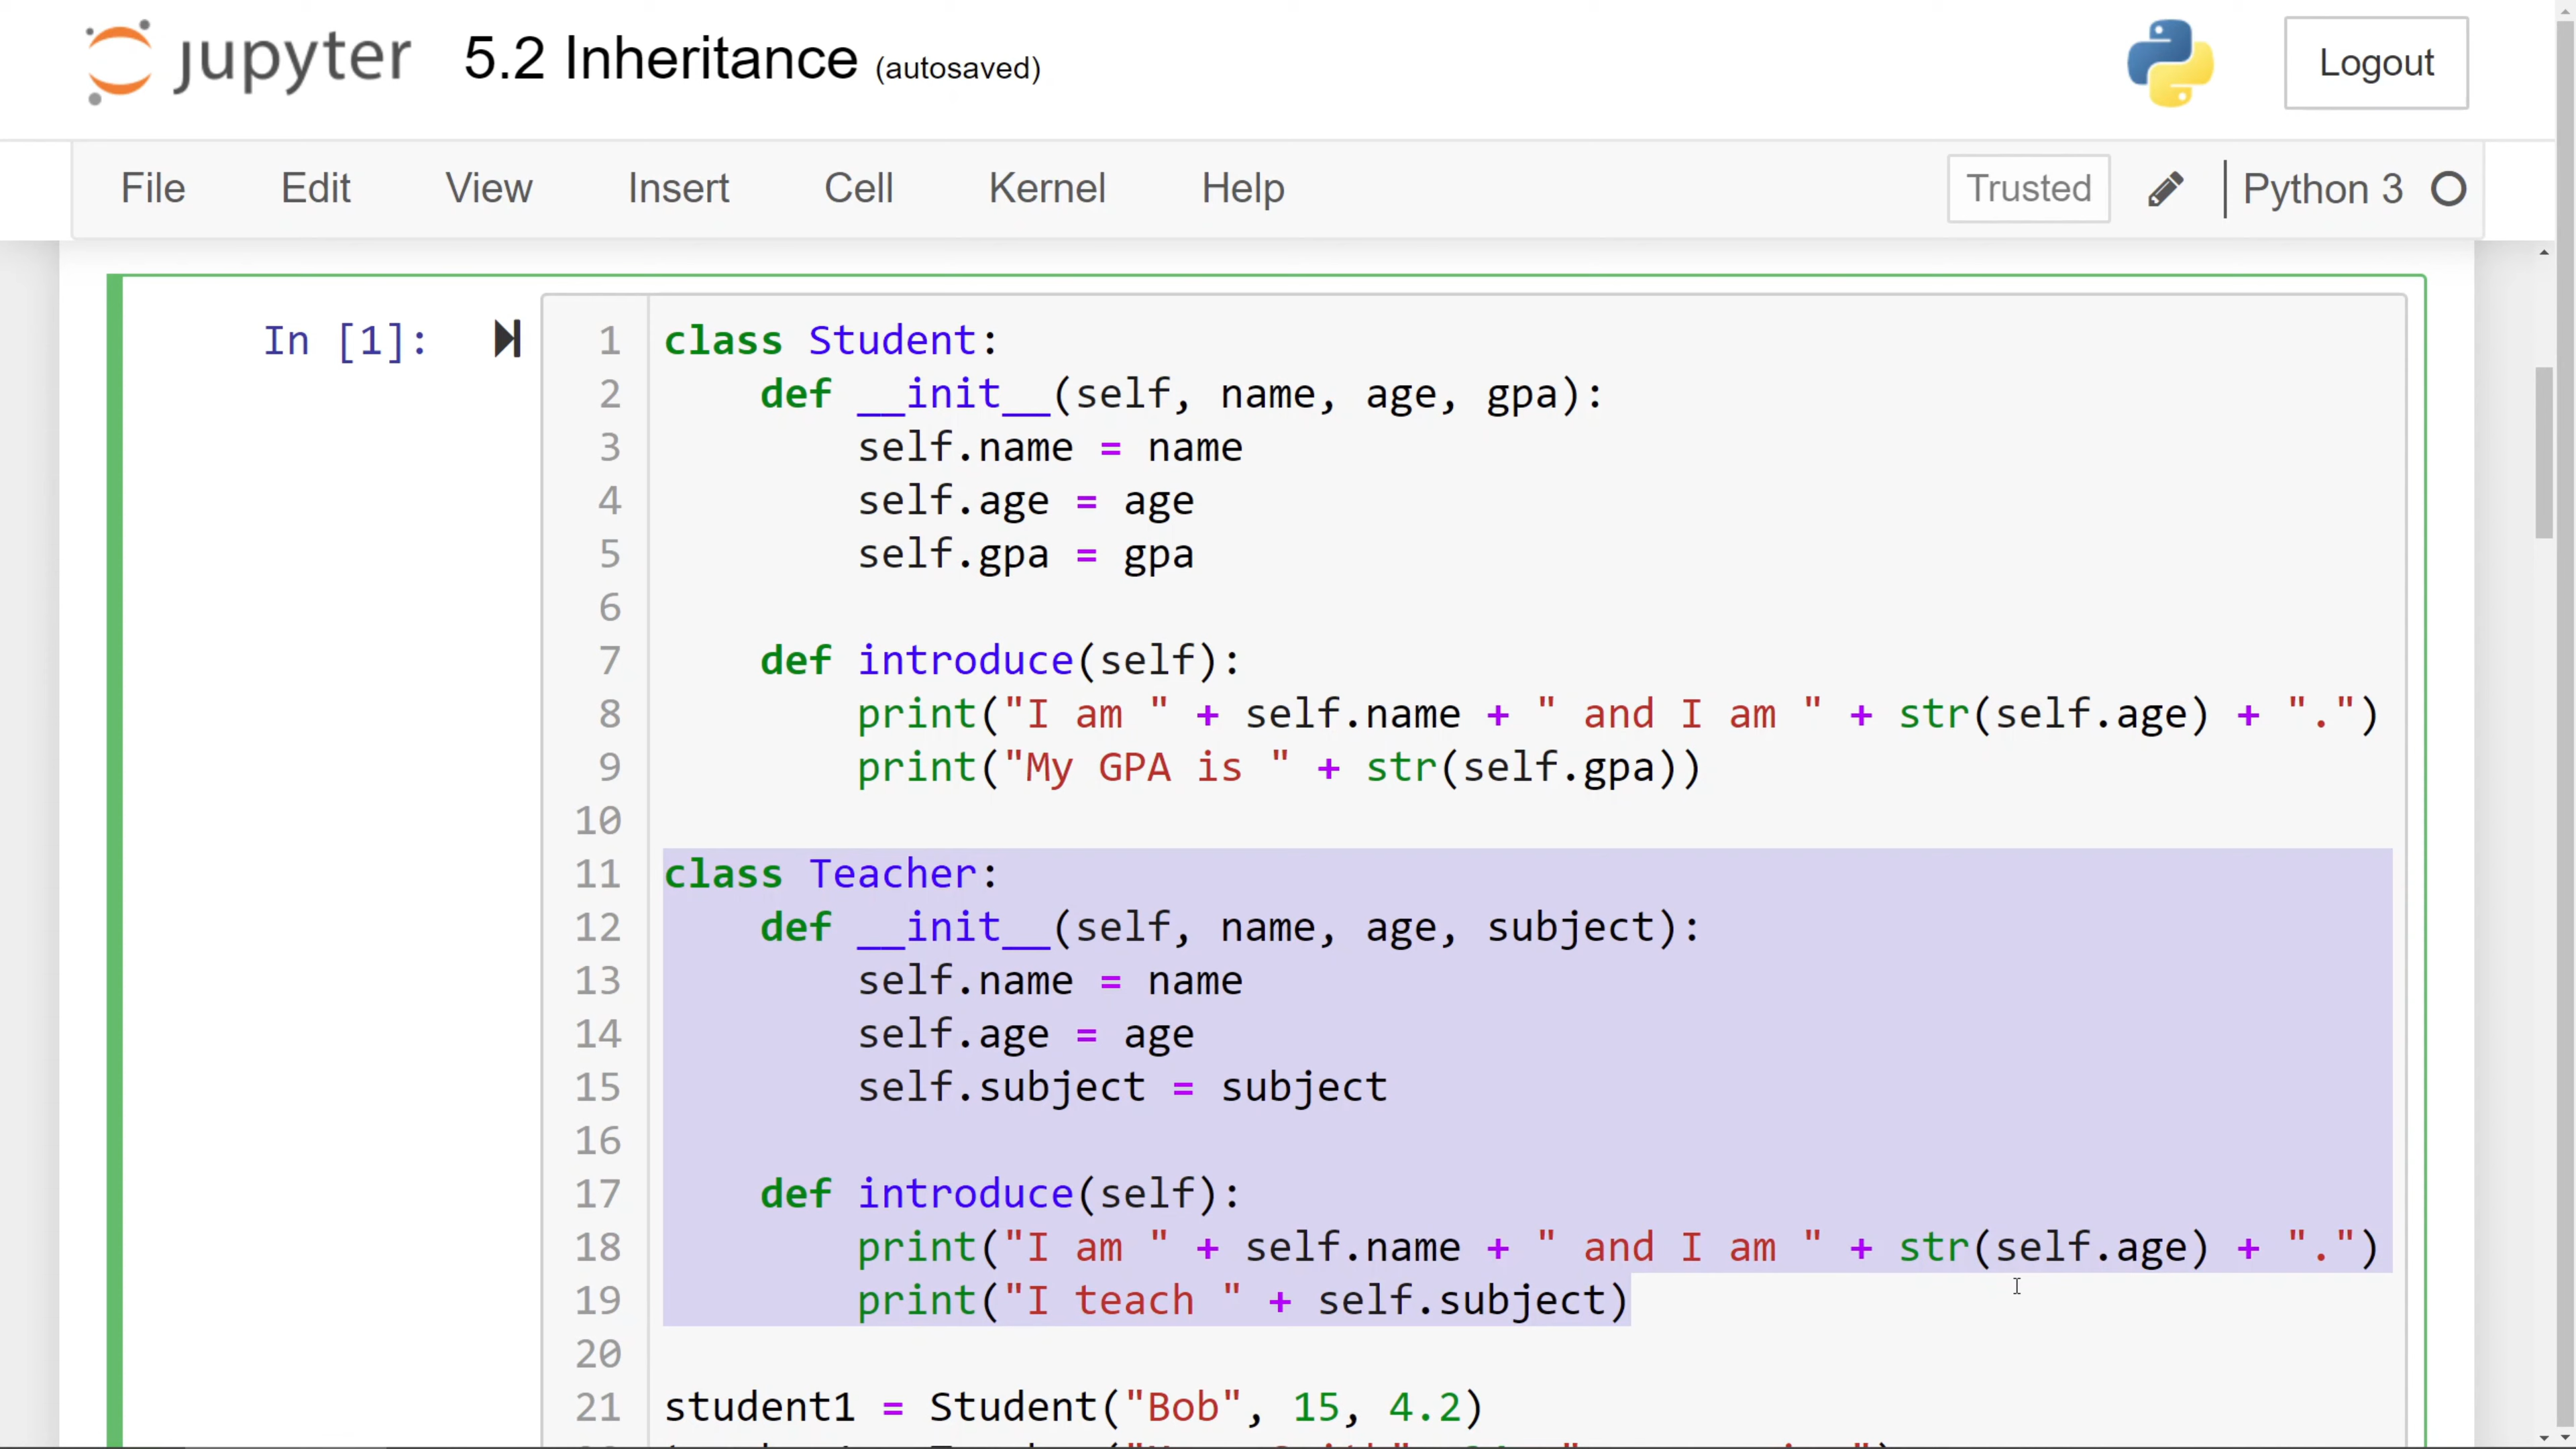 jupyter 5.2 Inheritance (autosaved) Logout
File Edit View Insert Cell Kernel Help Trusted Python 3
In [1]:
1 class Student:
2     def __init__(self, name, age, gpa):
3         self.name = name
4         self.age = age
5         self.gpa = gpa
6
7     def introduce(self):
8         print("I am " + self.name + " and I am " + str(self.age) + ".")
9         print("My GPA is " + str(self.gpa))
10
11 class Teacher:
12     def __init__(self, name, age, subject):
13         self.name = name
14         self.age = age
15         self.subject = subject
16
17     def introduce(self):
18         print("I am " + self.name + " and I am " + str(self.age) + ".")
19         print("I teach " + self.subject)
20
21 student1 = Student("Bob", 15, 4.2)